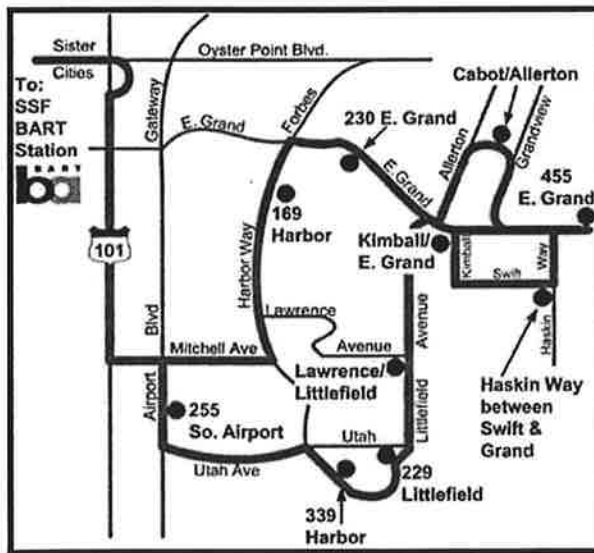 Sister
Cities
Oyster Point Blvd.
To:
SSF
BART
Station
BART
ba
Gateway
E. Grand
Forbes
230 E. Grand
Cabot/Allerton
Allerton
Grandview
E. Grand
455
E. Grand
169
Harbor
Kimball/
E. Grand
Kimball
Swift
Way
Haskin
101
Harbor Way
Blvd
Lawrence
Avenue
Mitchell Ave
Avenue
Lawrence/
Littlefield
Littlefield
Haskin Way
between
Swift &
Grand
Airport
255
So. Airport
Utah
Utah Ave
229
Littlefield
339
Harbor